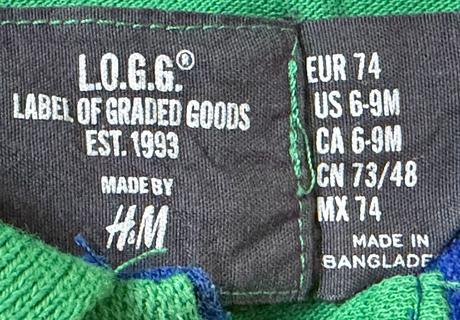 L.O.G.G.®
LABEL OF GRADED GOODS
EST. 1993
MADE BY
H&M
EUR 74
US 6-9M
CA 6-9M
CN 73/48
MX 74
MADE IN
BANGLADE